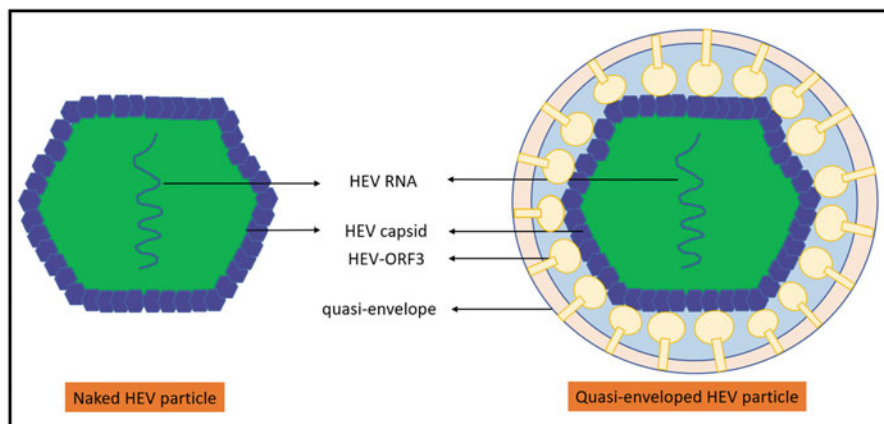 HEV RNA
HEV capsid
HEV-ORF3
quasi-envelope
Naked HEV particle
Quasi-enveloped HEV particle